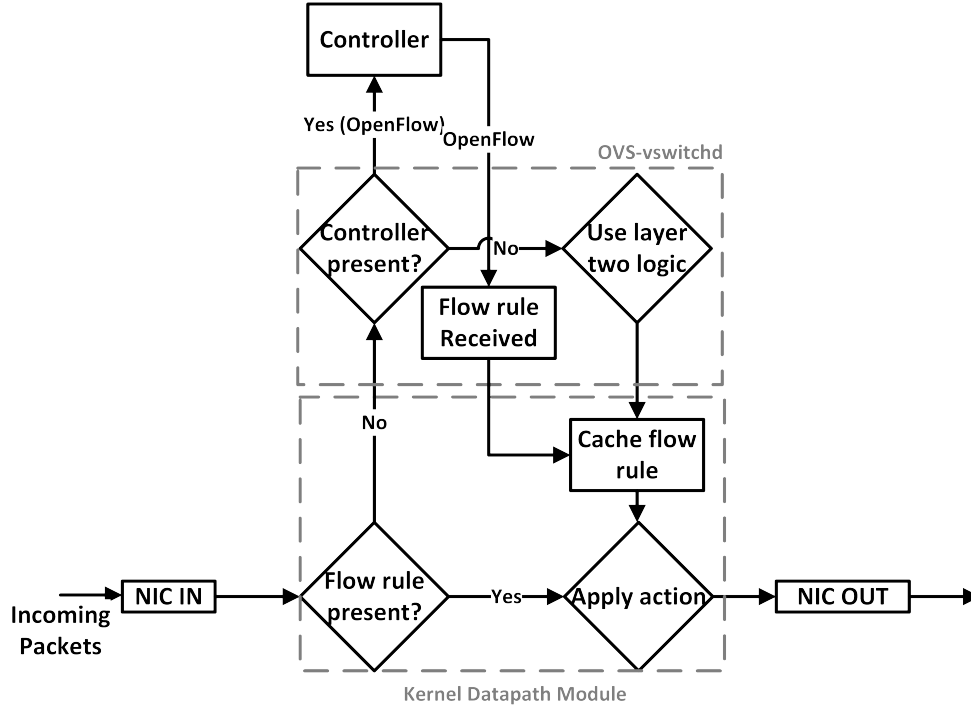 Controller
Yes (OpenFlow)
OpenFlow
OVS-vswitchd
Controller
present?
No
Use layer
two logic
Flow rule
Received
No
Cache flow
rule
Incoming
Packets
NIC IN
Flow rule
present?
Yes
Apply action
NIC OUT
Kernel Datapath Module